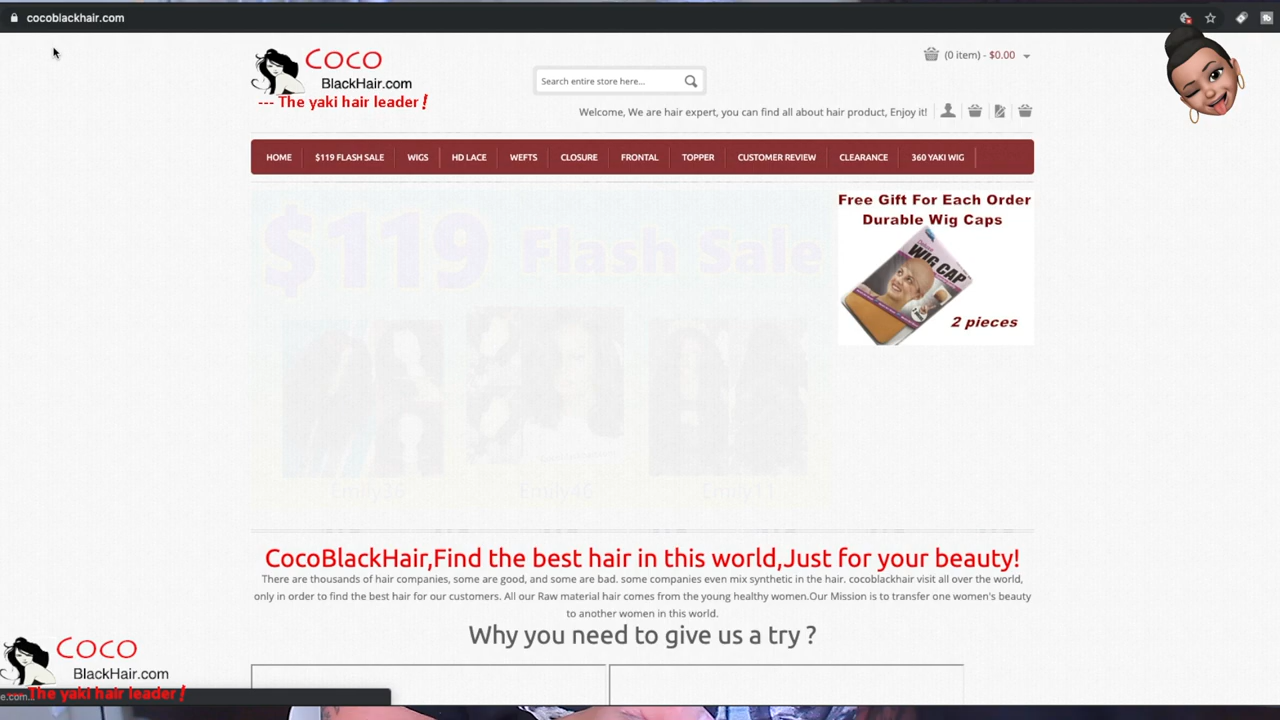 cocoblackhair.com
COCO
BlackHair.com
--- The yaki hair leader!
Search entire store here...
(0 item) - $0.00
Welcome, We are hair expert, you can find all about hair product, Enjoy it!
HOME $119 FLASH SALE WIGS HD LACE WEFTS CLOSURE FRONTAL TOPPER CUSTOMER REVIEW CLEARANCE 360 YAKI WIG
$119 Flash Sale
Emily36 Emily46 Emily11
Free Gift For Each Order
Durable Wig Caps
WIG CAP
2 pieces
CocoBlackHair,Find the best hair in this world,Just for your beauty!
There are thousands of hair companies, some are good, and some are bad. some companies even mix synthetic in the hair. cocoblackhair visit all over the world,
only in order to find the best hair for our customers. All our Raw material hair comes from the young healthy women.Our Mission is to transfer one women's beauty
to another women in this world.
Why you need to give us a try ?
COCO
BlackHair.com
--- The yaki hair leader!